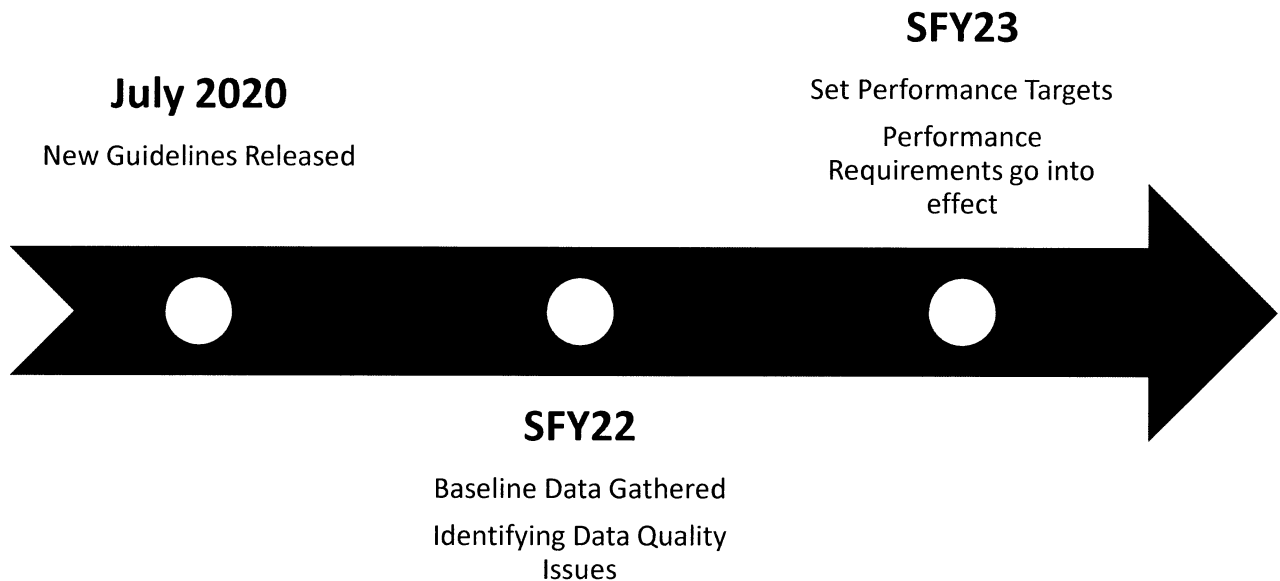 July 2020
New Guidelines Released
SFY22
Baseline Data Gathered
Identifying Data Quality
Issues
SFY23
Set Performance Targets
Performance
Requirements go into
effect